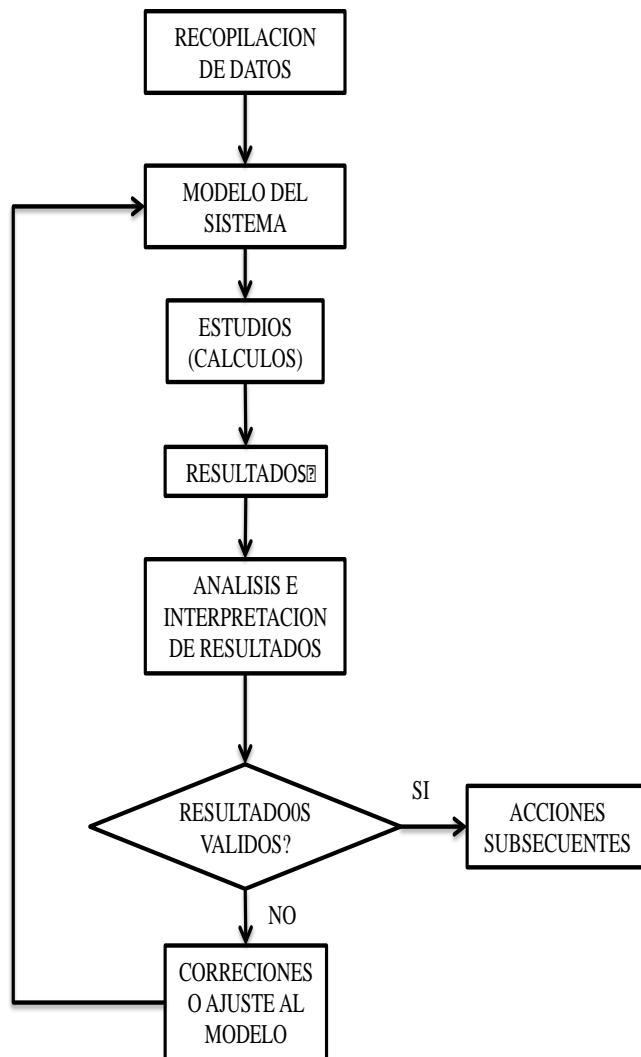 RECOPILACION
DE DATOS
MODELO DEL
SISTEMA
ESTUDIOS
(CALCULOS)
RESULTADOS
ANALISIS E
INTERPRETACION
DE RESULTADOS
RESULTADO0S
VALIDOS?
SI
ACCIONES
SUBSECUENTES
NO
CORRECIONES
O AJUSTE AL
MODELO